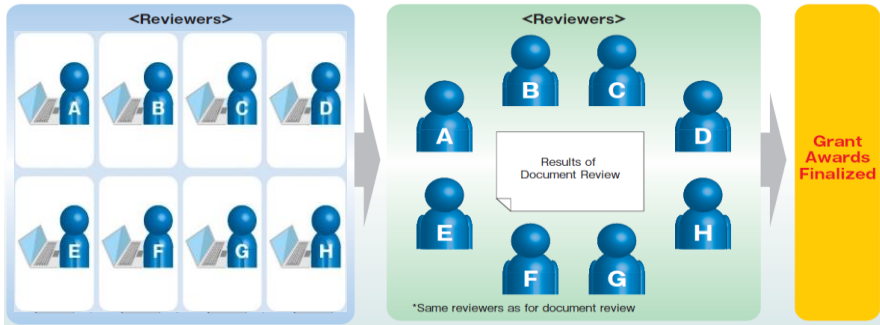 <Reviewers>
A B C D
E F G H
<Reviewers>
B C
A D
Results of
Document Review
E H
F G
*Same reviewers as for document review
Grant
Awards
Finalized